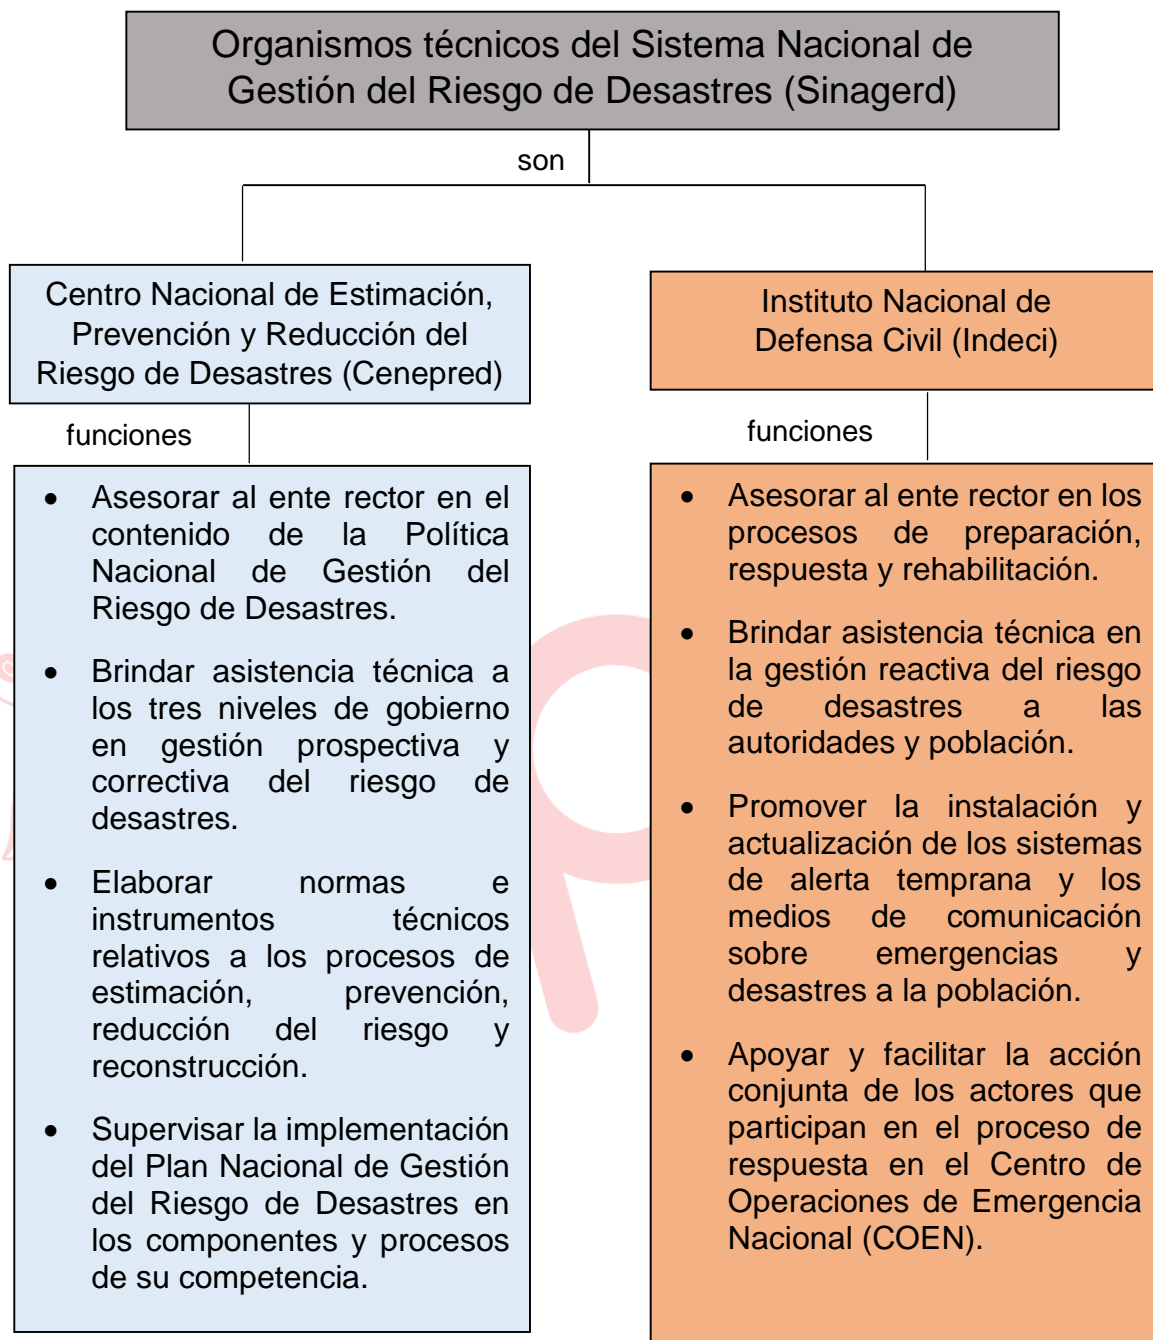 Organismos técnicos del Sistema Nacional de
Gestión del Riesgo de Desastres (Sinagerd)
son
Centro Nacional de Estimación,
Prevención y Reducción del
Riesgo de Desastres (Cenepred)
funciones
• Asesorar al ente rector en el
contenido de la Política
Nacional de Gestión del
Riesgo de Desastres.
• Brindar asistencia técnica a
los tres niveles de gobierno
en gestión prospectiva y
correctiva del riesgo de
desastres.
• Elaborar normas e
instrumentos técnicos
relativos a los procesos de
estimación, prevención,
reducción del riesgo y
reconstrucción.
• Supervisar la implementación
del Plan Nacional de Gestión
del Riesgo de Desastres en
los componentes y procesos
de su competencia.
Instituto Nacional de
Defensa Civil (Indeci)
funciones
• Asesorar al ente rector en los
procesos de preparación,
respuesta y rehabilitación.
• Brindar asistencia técnica en
la gestión reactiva del riesgo
de desastres a las
autoridades y población.
• Promover la instalación y
actualización de los sistemas
de alerta temprana y los
medios de comunicación
sobre emergencias y
desastres a la población.
• Apoyar y facilitar la acción
conjunta de los actores que
participan en el proceso de
respuesta en el Centro de
Operaciones de Emergencia
Nacional (COEN).